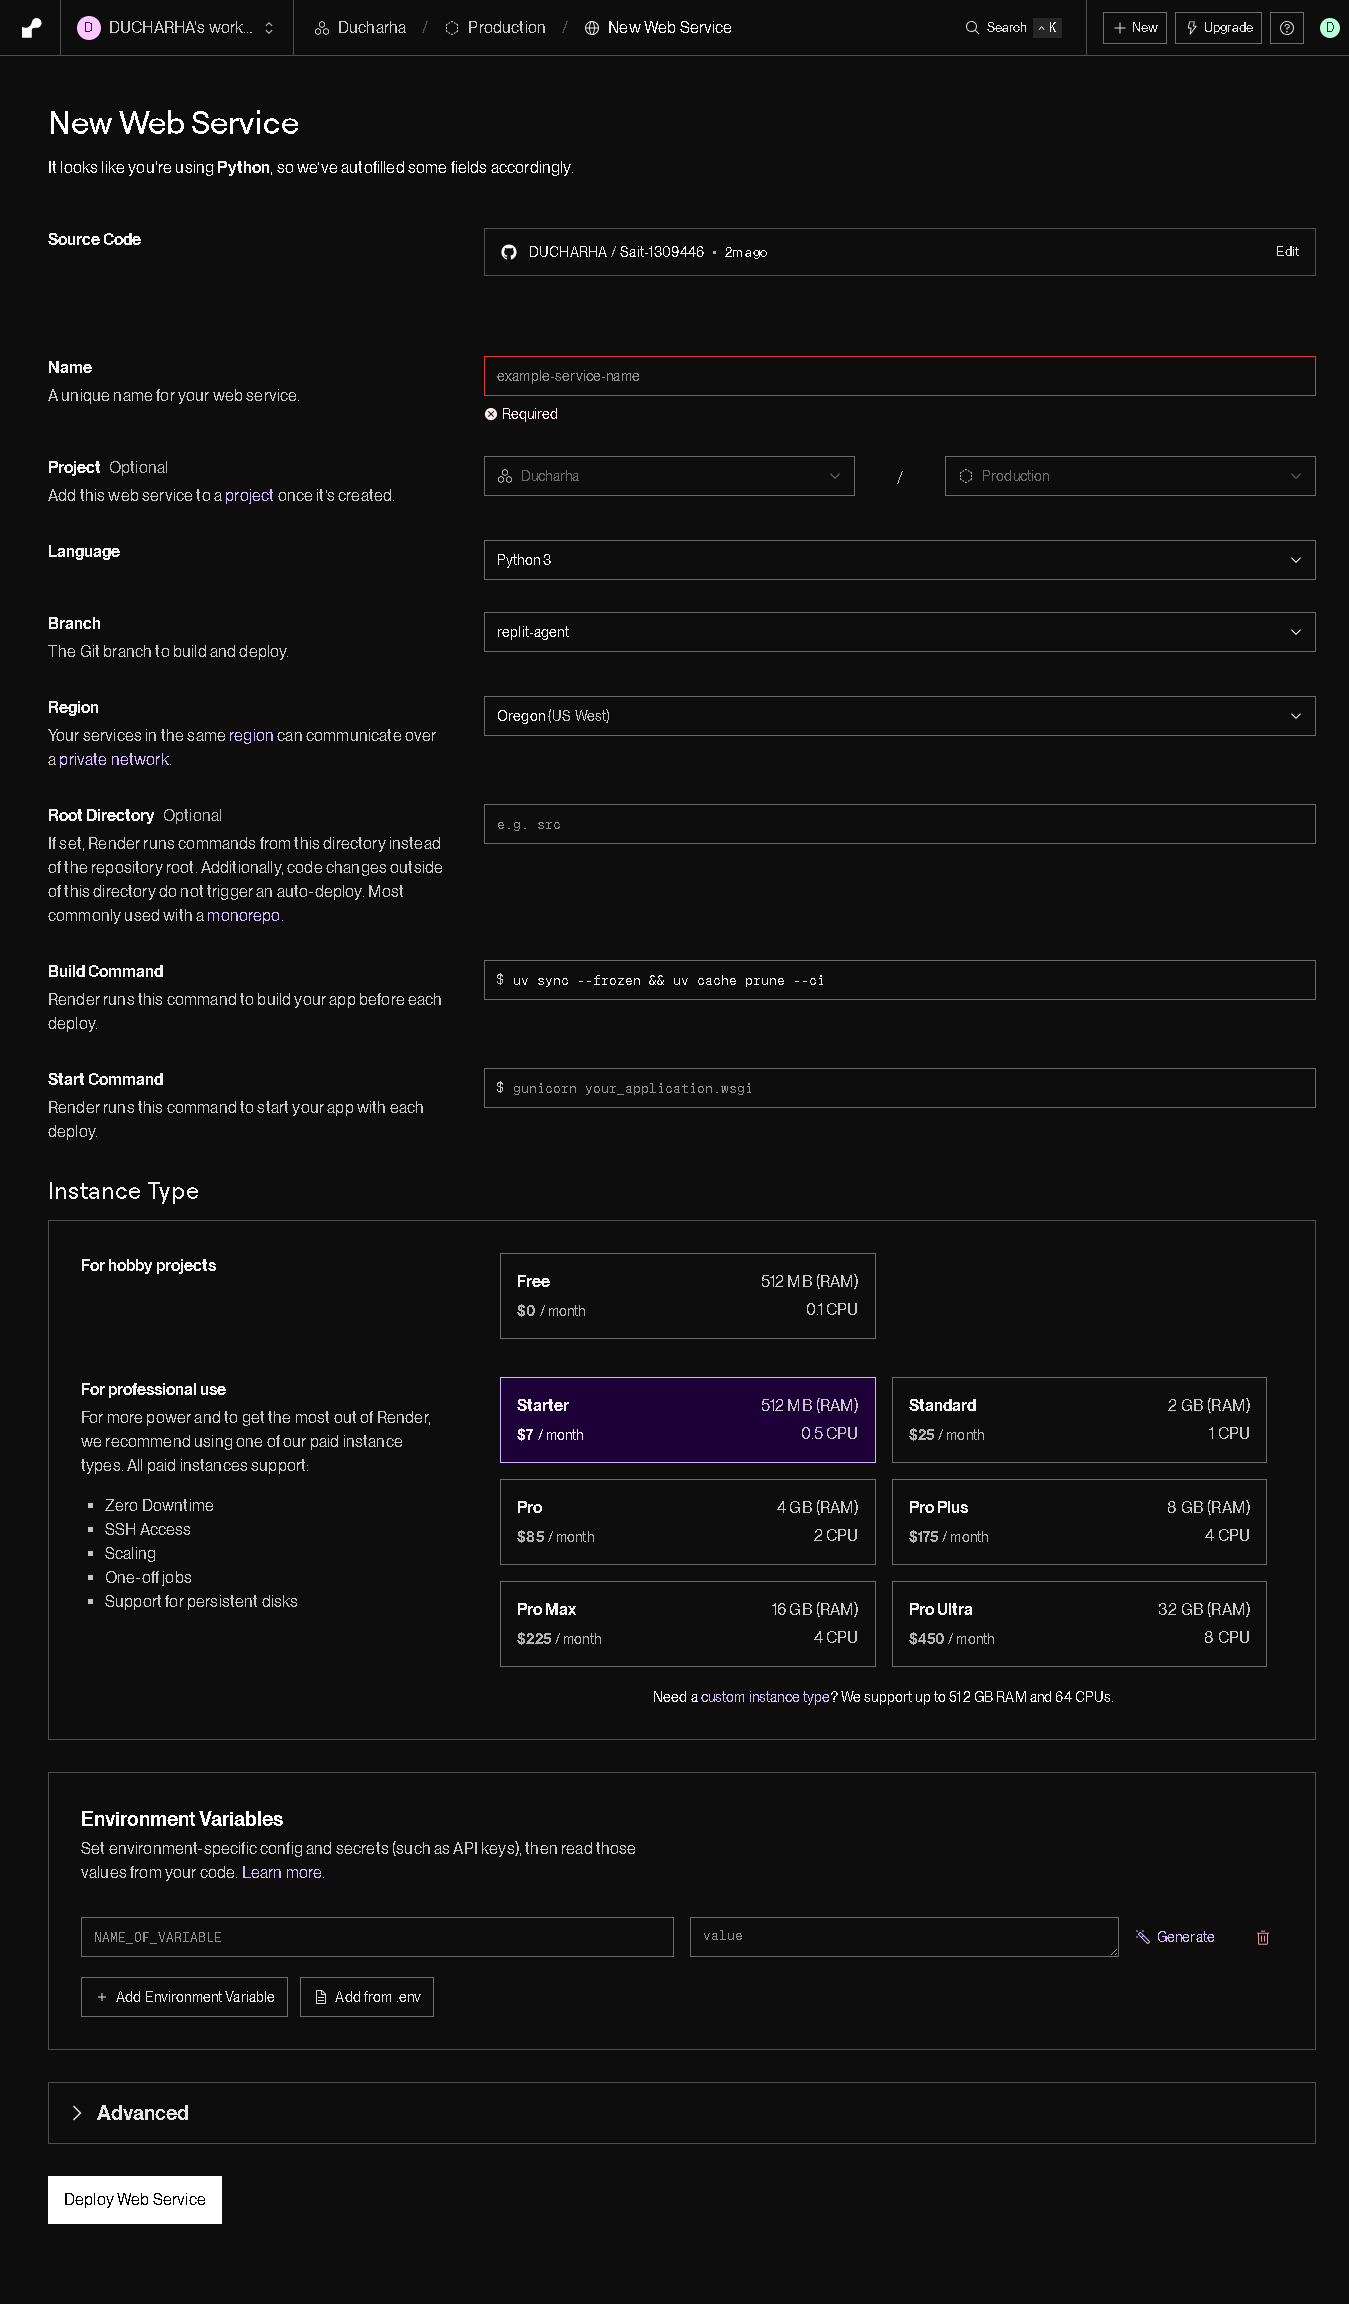 D DUCHARHA's work... Ducharha / Production / New Web Service Search ^ K + New Upgrade D
New Web Service
It looks like you're using Python, so we've autofilled some fields accordingly.
Source Code
DUCHARHA / Sait-1309446 • 2m ago Edit
Name
A unique name for your web service.
example-service-name
Required
Project Optional
Add this web service to a project once it's created.
Ducharha / Production
Language
Python 3
Branch
The Git branch to build and deploy.
replit-agent
Region
Your services in the same region can communicate over
a private network.
Oregon (US West)
Root Directory Optional
If set, Render runs commands from this directory instead
of the repository root. Additionally, code changes outside
of this directory do not trigger an auto-deploy. Most
commonly used with a monorepo.
e.g. src
Build Command
Render runs this command to build your app before each
deploy.
$ uv sync --frozen && uv cache prune --ci
Start Command
Render runs this command to start your app with each
deploy.
$ gunicorn your_application.wsgi
Instance Type
For hobby projects
Free 512 MB (RAM)
$0 / month 0.1 CPU
For professional use
For more power and to get the most out of Render,
we recommend using one of our paid instance
types. All paid instances support:
Zero Downtime
SSH Access
Scaling
One-off jobs
Support for persistent disks
Starter 512 MB (RAM)
$7 / month 0.5 CPU
Standard 2 GB (RAM)
$25 / month 1 CPU
Pro 4 GB (RAM)
$85 / month 2 CPU
Pro Plus 8 GB (RAM)
$175 / month 4 CPU
Pro Max 16 GB (RAM)
$225 / month 4 CPU
Pro Ultra 32 GB (RAM)
$450 / month 8 CPU
Need a custom instance type? We support up to 512 GB RAM and 64 CPUs.
Environment Variables
Set environment-specific config and secrets (such as API keys), then read those
values from your code. Learn more.
NAME_OF_VARIABLE value Generate
+ Add Environment Variable Add from .env
Advanced
Deploy Web Service